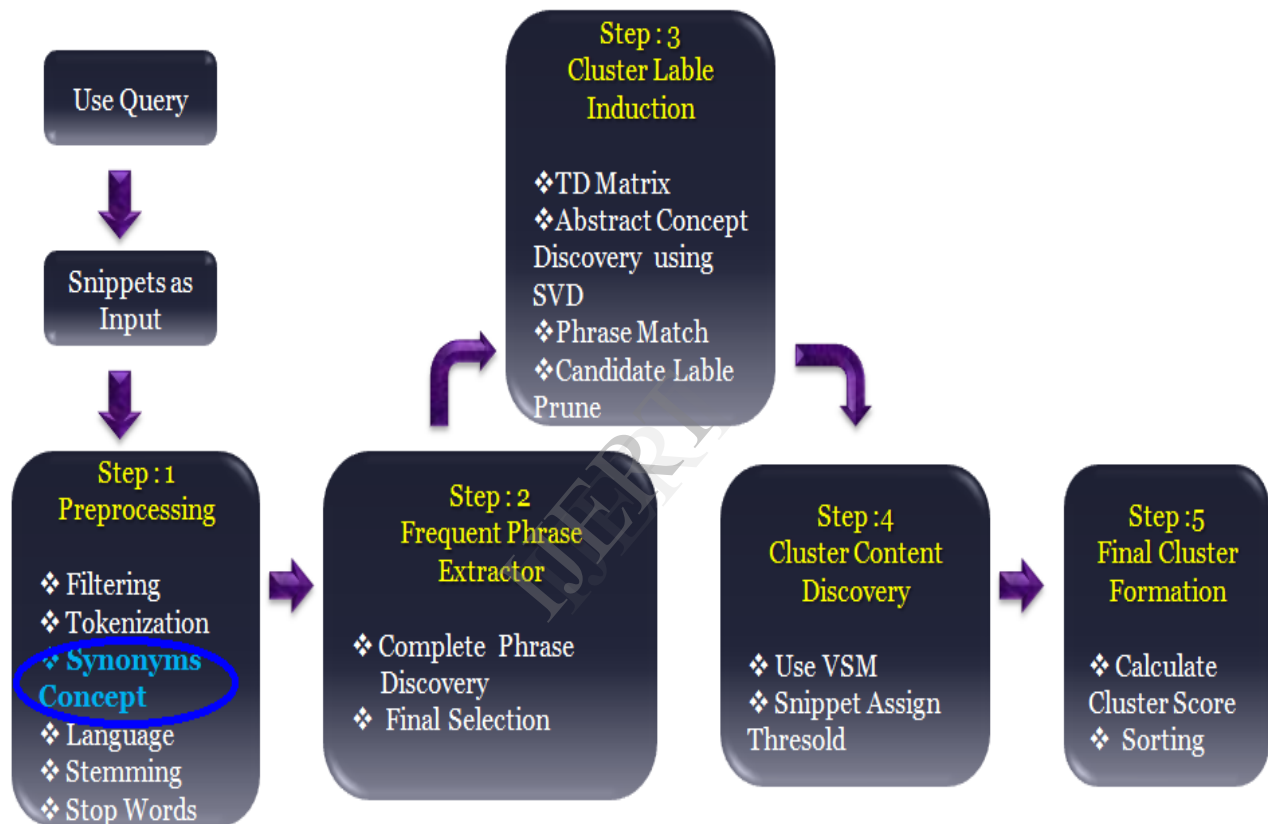 Use Query
Snippets as
Input
Step : 1
Preprocessing
❖ Filtering
❖ Tokenization
❖ Synonyms
Concept
❖ Language
❖ Stemming
❖ Stop Words
Step : 2
Frequent Phrase
Extractor
❖ Complete Phrase
Discovery
❖ Final Selection
Step : 3
Cluster Lable
Induction
❖TD Matrix
❖Abstract Concept
Discovery using
SVD
❖Phrase Match
❖Candidate Lable
Prune
Step :4
Cluster Content
Discovery
❖ Use VSM
❖ Snippet Assign
Thresold
Step :5
Final Cluster
Formation
❖ Calculate
Cluster Score
❖ Sorting
IJERT